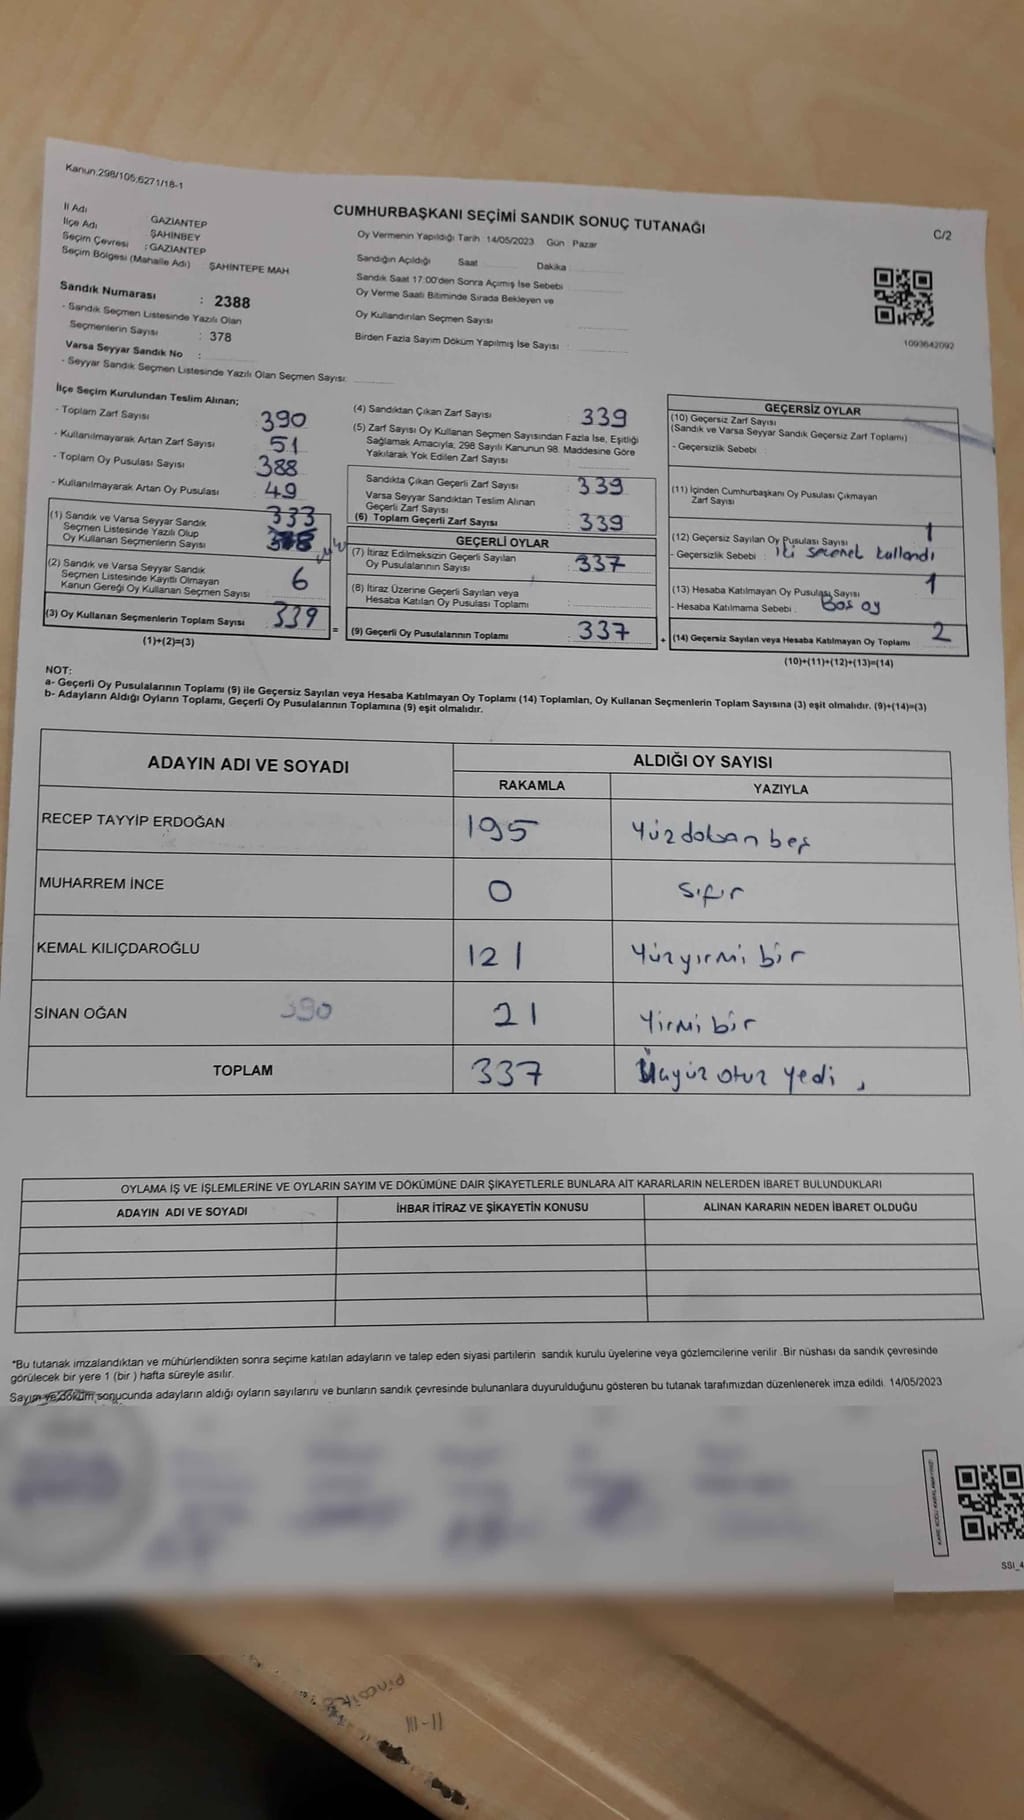 Kanun:298/105;6271/18-1
CUMHURBAŞKANI SEÇİMİ SANDIK SONUÇ TUTANAĞI
C/2
İl Adı GAZİANTEP
İlçe Adı ŞAHİNBEY
Seçim Çevresi : GAZİANTEP
Seçim Bölgesi (Mahalle Adı) ŞAHİNTEPE MAH
Sandık Numarası : 2388
- Sandık Seçmen Listesinde Yazılı Olan
Seçmenlerin Sayısı : 378
Varsa Seyyar Sandık No :
- Seyyar Sandık Seçmen Listesinde Yazılı Olan Seçmen Sayısı:
Oy Vermenin Yapıldığı Tarih 14/05/2023 Gün : Pazar
Sandığın Açıldığı Saat Dakika
Sandık Saat 17:00'den Sonra Açımış İse Sebebi
Oy Verme Saati Bitiminde Sırada Bekleyen ve
Oy Kullandırılan Seçmen Sayısı
Birden Fazla Sayım Döküm Yapılmış İse Sayısı :
1093642092
İlçe Seçim Kurulundan Teslim Alınan;
- Toplam Zarf Sayısı 390
- Kullanılmayarak Artan Zarf Sayısı 51
- Toplam Oy Pusulası Sayısı 388
- Kullanılmayarak Artan Oy Pusulası 49
(1) Sandık ve Varsa Seyyar Sandık 333
Seçmen Listesinde Yazılı Olup
Oy Kullanan Seçmenlerin Sayısı
(2) Sandık ve Varsa Seyyar Sandık
Seçmen Listesinde Kayıtlı Olmayan 6
Kanun Gereği Oy Kullanan Seçmen Sayısı
(3) Oy Kullanan Seçmenlerin Toplam Sayısı 339
(1)+(2)=(3)
(4) Sandıktan Çıkan Zarf Sayısı 339
(5) Zarf Sayısı Oy Kullanan Seçmen Sayısından Fazla İse, Eşitliği
Sağlamak Amacıyla, 298 Sayılı Kanunun 98. Maddesine Göre
Yakılarak Yok Edilen Zarf Sayısı
Sandıkta Çıkan Geçerli Zarf Sayısı : 339
Varsa Seyyar Sandıktan Teslim Alınan
Geçerli Zarf Sayısı
(6) Toplam Geçerli Zarf Sayısı 339
GEÇERLİ OYLAR
(7) İtiraz Edilmeksizin Geçerli Sayılan
Oy Pusulalarının Sayısı : 337
(8) İtiraz Üzerine Geçerli Sayılan veya
Hesaba Katılan Oy Pusulası Toplamı
= (9) Geçerli Oy Pusulalarının Toplamı : 337 +
GEÇERSİZ OYLAR
(10) Geçersiz Zarf Sayısı
(Sandık ve Varsa Seyyar Sandık Geçersiz Zarf Toplamı)
- Geçersizlik Sebebi
(11) İçinden Cumhurbaşkanı Oy Pusulası Çıkmayan
Zarf Sayısı
(12) Geçersiz Sayılan Oy Pusulası Sayısı 1
- Geçersizlik Sebebi : iki seçenek kullandı
(13) Hesaba Katılmayan Oy Pusulası Sayısı 1
- Hesaba Katılmama Sebebi : Boş oy
(14) Geçersiz Sayılan veya Hesaba Katılmayan Oy Toplamı 2
(10)+(11)+(12)+(13)=(14)
NOT:
a- Geçerli Oy Pusulalarının Toplamı (9) ile Geçersiz Sayılan veya Hesaba Katılmayan Oy Toplamı (14) Toplamları, Oy Kullanan Seçmenlerin Toplam Sayısına (3) eşit olmalıdır. (9)+(14)=(3)
b- Adayların Aldığı Oyların Toplamı, Geçerli Oy Pusulalarının Toplamına (9) eşit olmalıdır.
ADAYIN ADI VE SOYADI ALDIĞI OY SAYISI
RAKAMLA YAZIYLA
RECEP TAYYİP ERDOĞAN 195 Yüzdoksan beş
MUHARREM İNCE 0 sıfır
KEMAL KILIÇDAROĞLU 121 Yüzyirmi bir
SİNAN OĞAN 390 21 Yirmi bir
TOPLAM 337 Üçyüz otuz yedi
OYLAMA İŞ VE İŞLEMLERİNE VE OYLARIN SAYIM VE DÖKÜMÜNE DAİR ŞİKAYETLERLE BUNLARA AİT KARARLARIN NELERDEN İBARET BULUNDUKLARI
ADAYIN ADI VE SOYADI İHBAR İTİRAZ VE ŞİKAYETİN KONUSU ALINAN KARARIN NEDEN İBARET OLDUĞU
*Bu tutanak imzalandıktan ve mühürlendikten sonra seçime katılan adayların ve talep eden siyasi partilerin sandık kurulu üyelerine veya gözlemcilerine verilir .Bir nüshası da sandık çevresinde
görülecek bir yere 1 (bir ) hafta süreyle asılır.
Sayım ve döküm sonucunda adayların aldığı oyların sayılarını ve bunların sandık çevresinde bulunanlara duyurulduğunu gösteren bu tutanak tarafımızdan düzenlenerek imza edildi. 14/05/2023
SSI_4